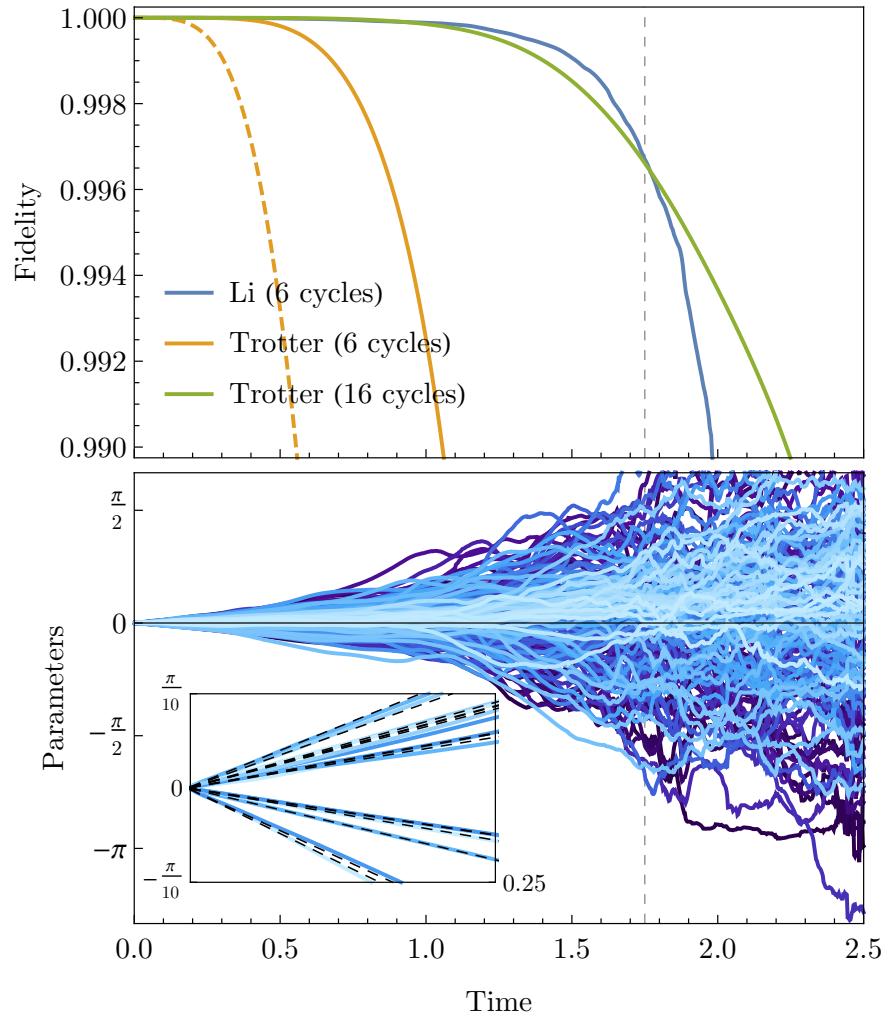 1.000
0.998
0.996
0.994
0.992
0.990
Fidelity
Li (6 cycles)
Trotter (6 cycles)
Trotter (16 cycles)
π/2
0
-π/2
-π
Parameters
π/10
0
-π/10
0.25
0.0 0.5 1.0 1.5 2.0 2.5
Time